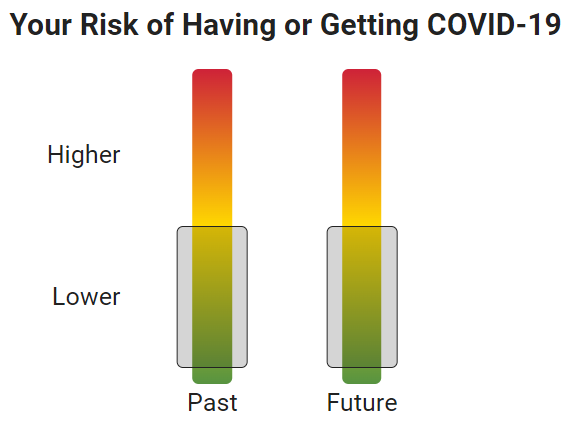 Your Risk of Having or Getting COVID-19
Higher
Lower
Past
Future